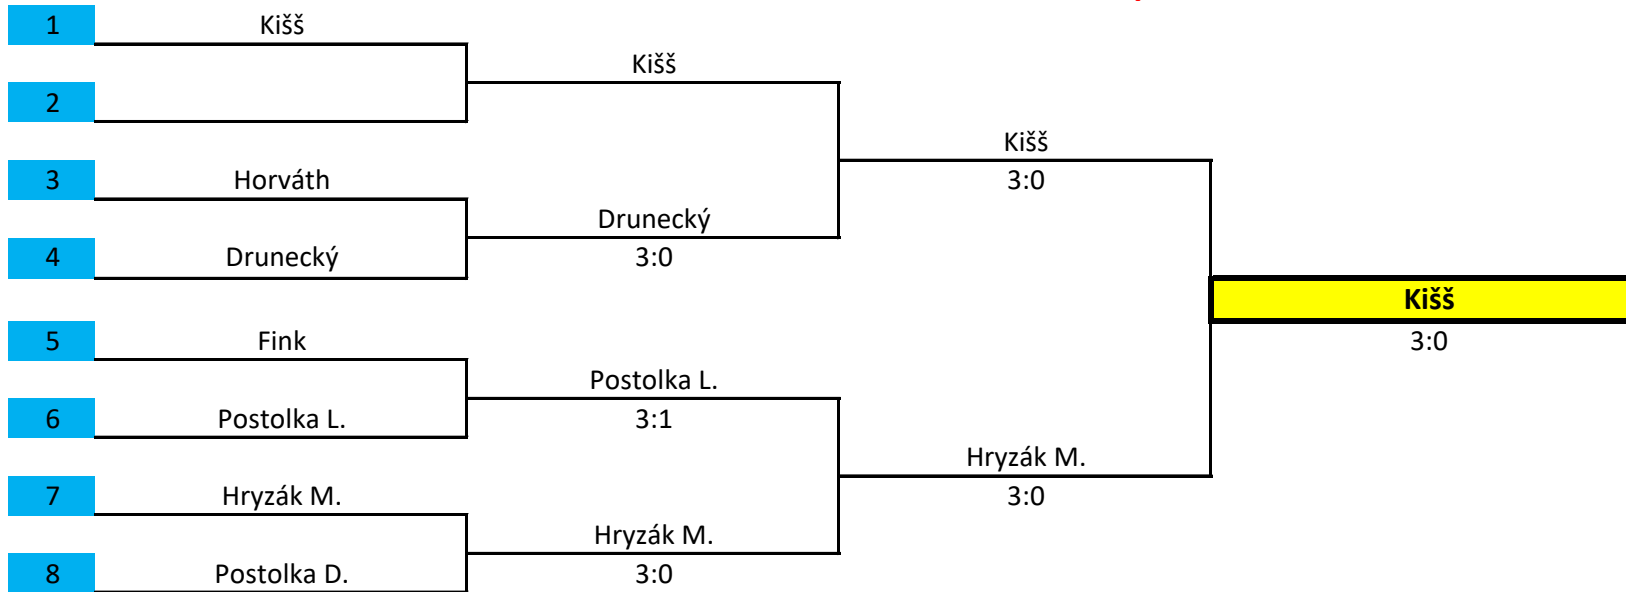 1 Kišš
Kišš
2
Kišš
3 Horváth 3:0
Drunecký
4 Drunecký 3:0
Kišš
5 Fink 3:0
Postolka L.
6 Postolka L. 3:1
Hryzák M.
7 Hryzák M. 3:0
Hryzák M.
8 Postolka D. 3:0